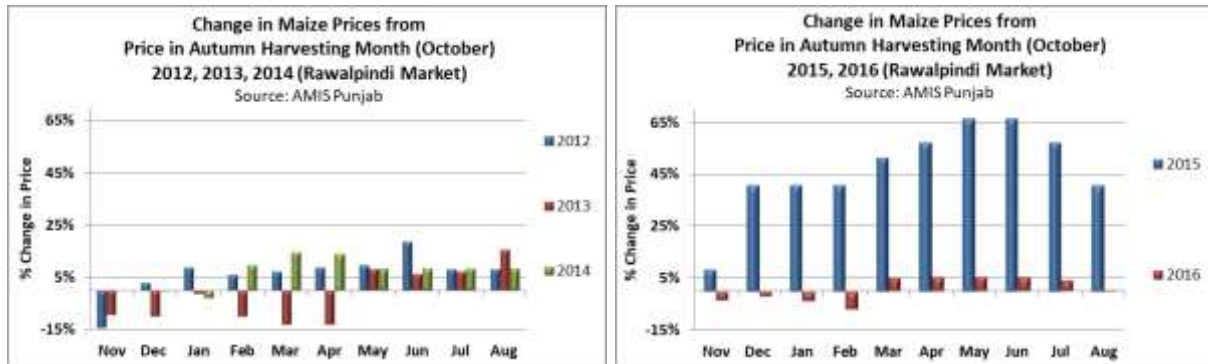 Change in Maize Prices from
Price in Autumn Harvesting Month (October)
2012, 2013, 2014 (Rawalpindi Market)
Source: AMIS Punjab
% Change in Price
65%
45%
25%
5%
-15%
Nov Dec Jan Feb Mar Apr May Jun Jul Aug
2012
2013
2014
Change in Maize Prices from
Price in Autumn Harvesting Month (October)
2015, 2016 (Rawalpindi Market)
Source: AMIS Punjab
% Change in Price
65%
45%
25%
5%
-15%
Nov Dec Jan Feb Mar Apr May Jun Jul Aug
2015
2016